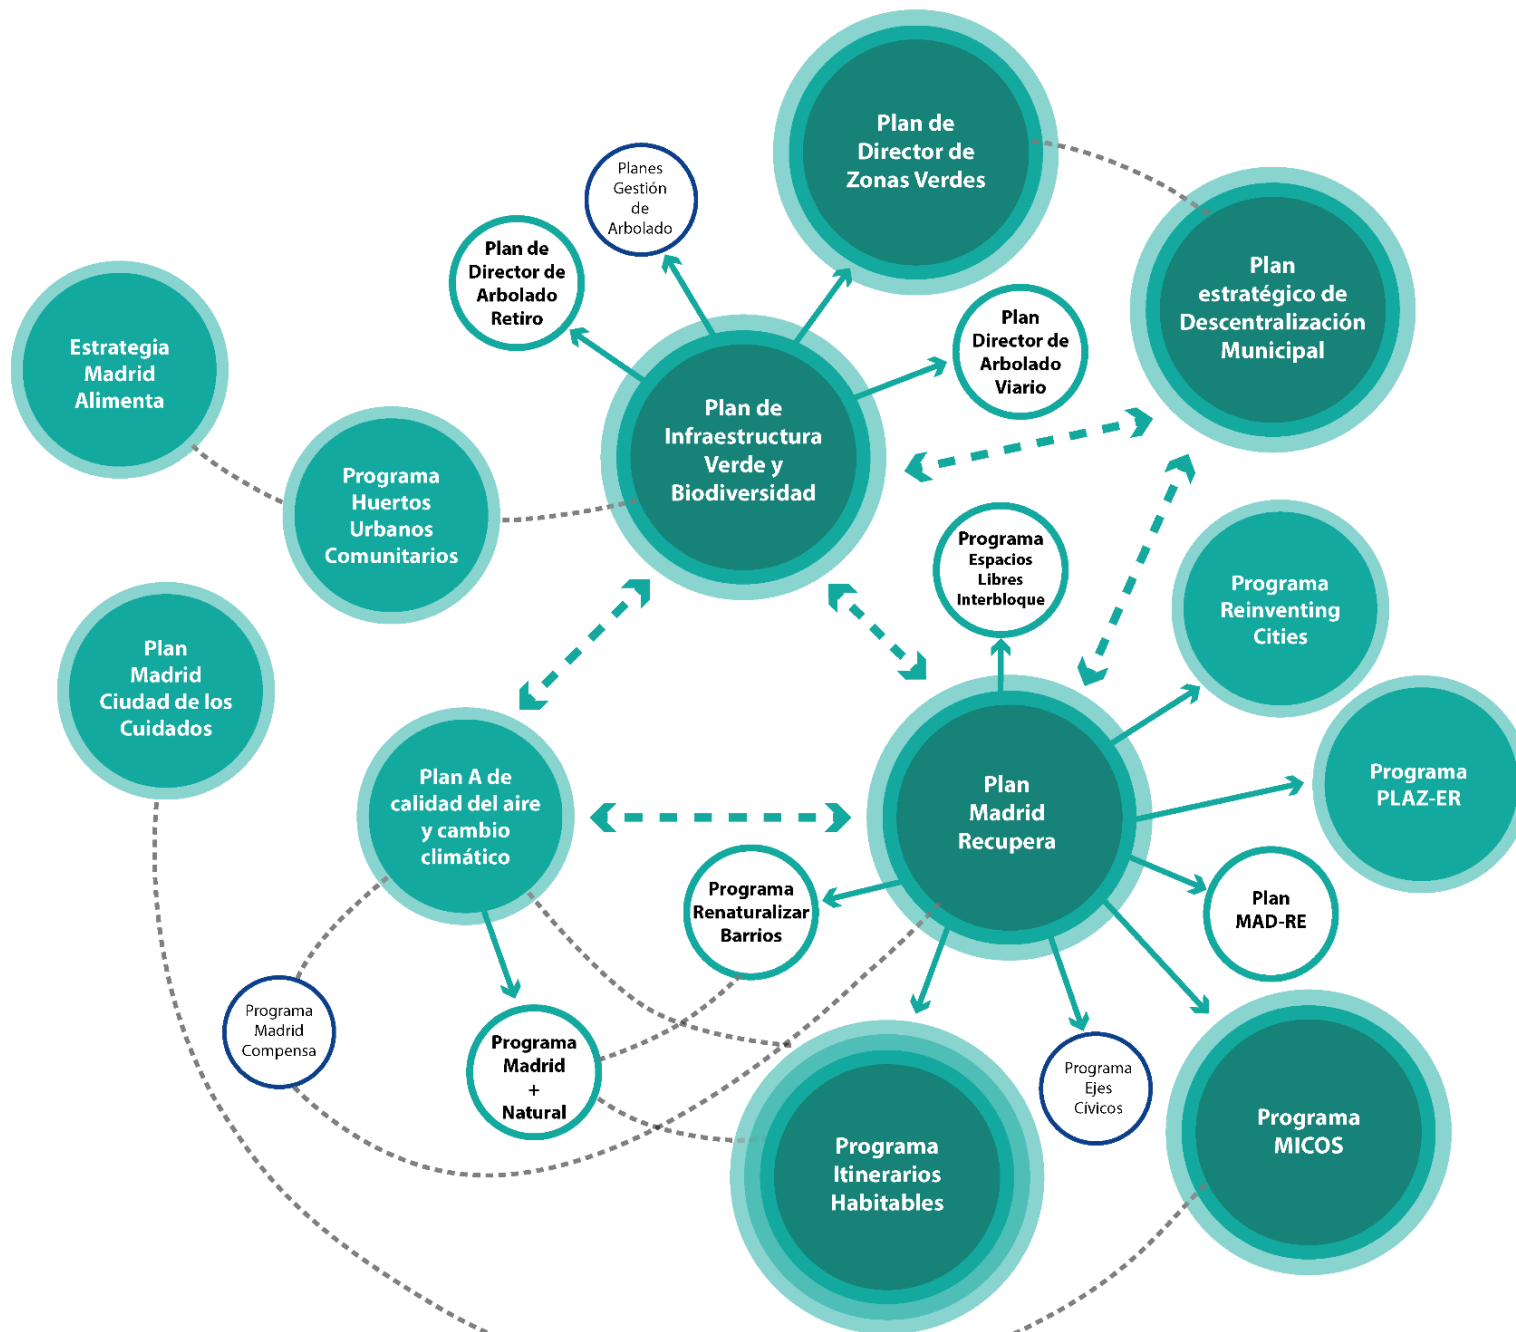 Plan de
Director de
Zonas Verdes
Planes
Gestión
de
Arbolado
Plan de
Director de
Arbolado
Retiro
Plan
estratégico de
Descentralización
Municipal
Plan
Director de
Arbolado
Viario
Estrategia
Madrid
Alimenta
Plan de
Infraestructura
Verde y
Biodiversidad
Programa
Huertos
Urbanos
Comunitarios
Programa
Espacios
Libres
Interbloque
Programa
Reinventing
Cities
Plan
Madrid
Ciudad de los
Cuidados
Plan A de
calidad del aire
y cambio
climático
Plan
Madrid
Recupera
Programa
PLAZ-ER
Programa
Renaturalizar
Barrios
Plan
MAD-RE
Programa
Madrid
Compensa
Programa
Madrid
+
Natural
Programa
Ejes
Cívicos
Programa
MICOS
Programa
Itinerarios
Habitables